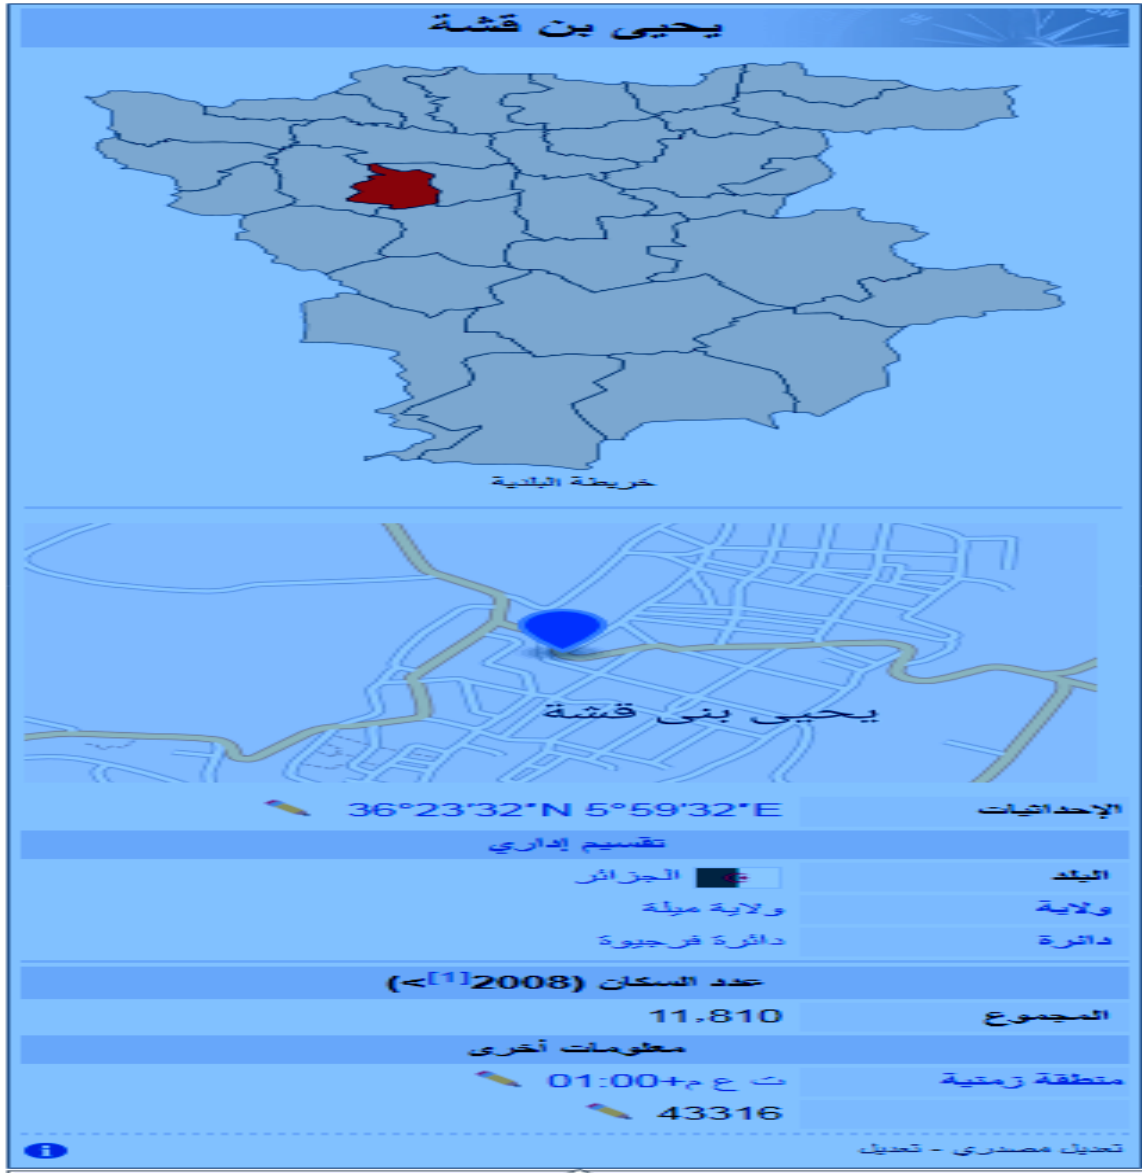 يحيى بن قشة
خريطة البلدية
يحيى بنى قشة
الإحداثيات 36°23′32″N 5°59′32″E
تقسيم إداري
البلد الجزائر
ولاية ولاية ميلة
دائرة دائرة فرجيوة
عدد السكان (2008[1]>)
المجموع 11٬810
معلومات أخرى
منطقة زمنية ت ع م+01:00
43316
تعديل مصدري - تعديل